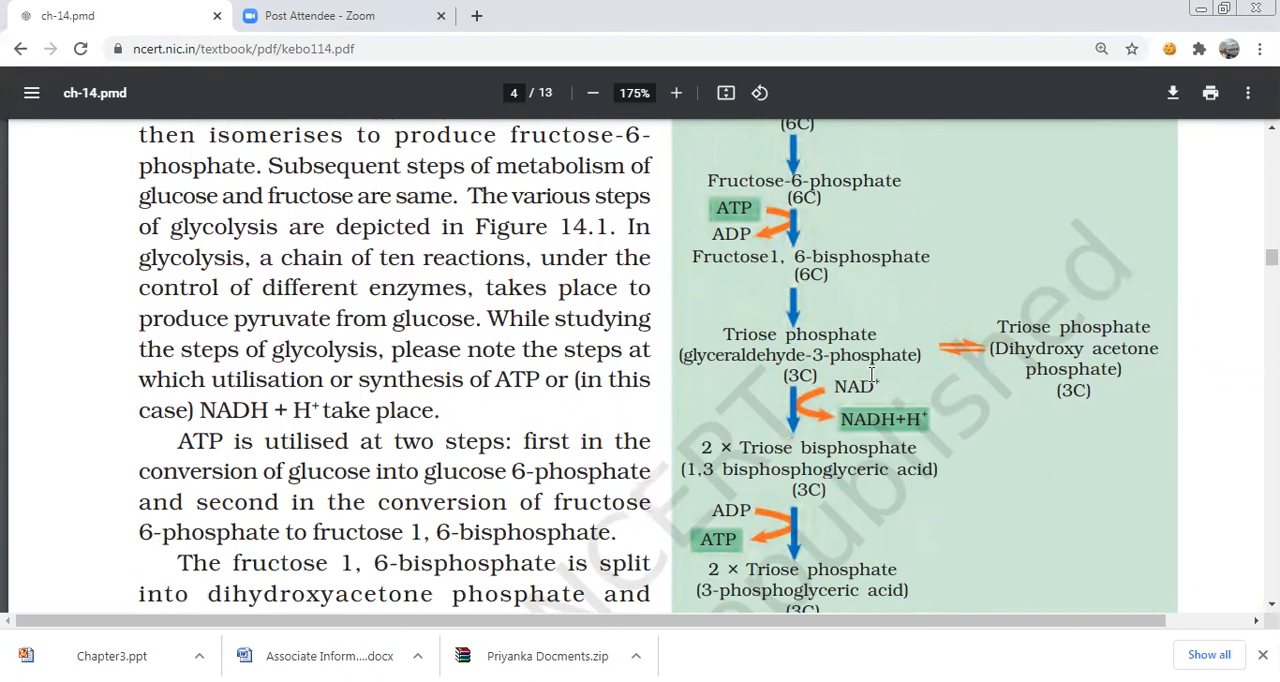 ch-14.pmd
Post Attendee - Zoom
ncert.nic.in/textbook/pdf/kebo114.pdf
ch-14.pmd
4 / 13
175%
then isomerises to produce fructose-6-
phosphate. Subsequent steps of metabolism of
glucose and fructose are same. The various steps
of glycolysis are depicted in Figure 14.1. In
glycolysis, a chain of ten reactions, under the
control of different enzymes, takes place to
produce pyruvate from glucose. While studying
the steps of glycolysis, please note the steps at
which utilisation or synthesis of ATP or (in this
case) NADH + H⁺ take place.
ATP is utilised at two steps: first in the
conversion of glucose into glucose 6-phosphate
and second in the conversion of fructose
6-phosphate to fructose 1, 6-bisphosphate.
The fructose 1, 6-bisphosphate is split
into dihydroxyacetone phosphate and
(6C)
Fructose-6-phosphate
(6C)
ATP
ADP
Fructose1, 6-bisphosphate
(6C)
Triose phosphate
(glyceraldehyde-3-phosphate)
(3C)
Triose phosphate
(Dihydroxy acetone
phosphate)
(3C)
NAD⁺
NADH+H⁺
2 × Triose bisphosphate
(1,3 bisphosphoglyceric acid)
(3C)
ADP
ATP
2 × Triose phosphate
(3-phosphoglyceric acid)
(3C)
NCERT
republished
Chapter3.ppt
Associate Inform....docx
Priyanka Docments.zip
Show all